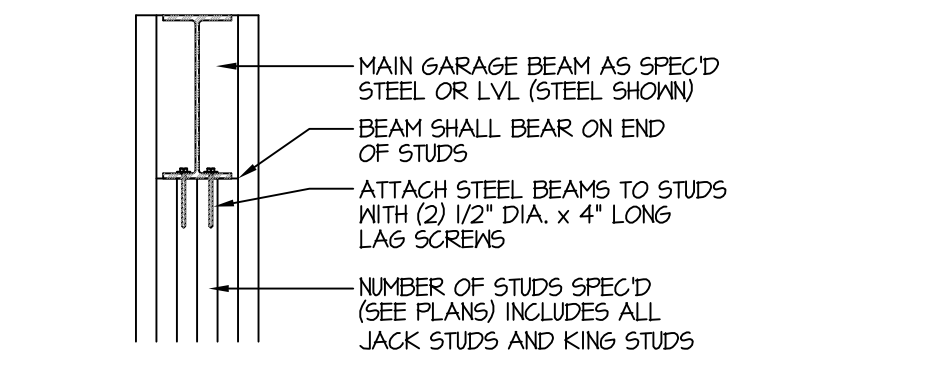 MAIN GARAGE BEAM AS SPEC'D
STEEL OR LVL (STEEL SHOWN)
BEAM SHALL BEAR ON END
OF STUDS
ATTACH STEEL BEAMS TO STUDS
WITH (2) 1/2" DIA. x 4" LONG
LAG SCREWS
NUMBER OF STUDS SPEC'D
(SEE PLANS) INCLUDES ALL
JACK STUDS AND KING STUDS